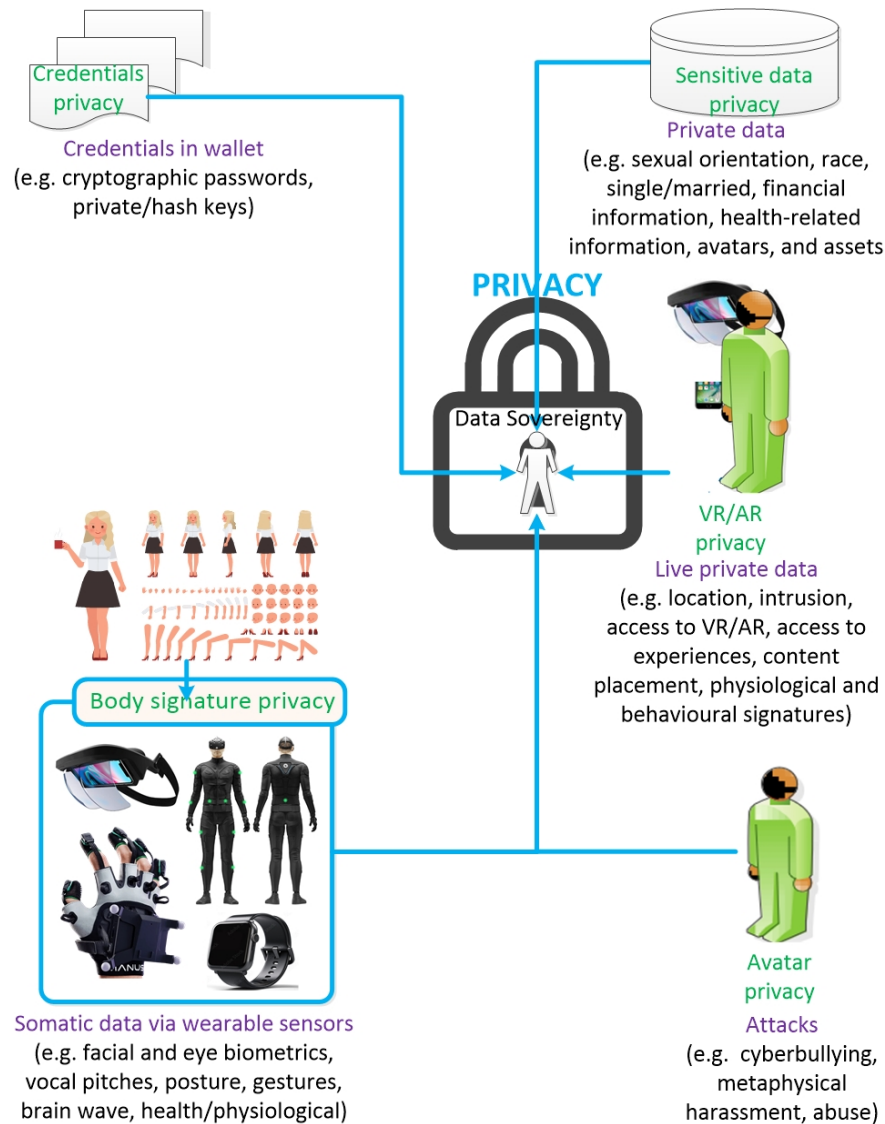 Credentials
privacy
Credentials in wallet
(e.g. cryptographic passwords,
private/hash keys)
Sensitive data
privacy
Private data
(e.g. sexual orientation, race,
single/married, financial
information, health-related
information, avatars, and assets
PRIVACY
Data Sovereignty
VR/AR
privacy
Live private data
(e.g. location, intrusion,
access to VR/AR, access to
experiences, content
placement, physiological and
behavioural signatures)
Body signature privacy
MANUS
Somatic data via wearable sensors
(e.g. facial and eye biometrics,
vocal pitches, posture, gestures,
brain wave, health/physiological)
Avatar
privacy
Attacks
(e.g. cyberbullying,
metaphysical
harassment, abuse)